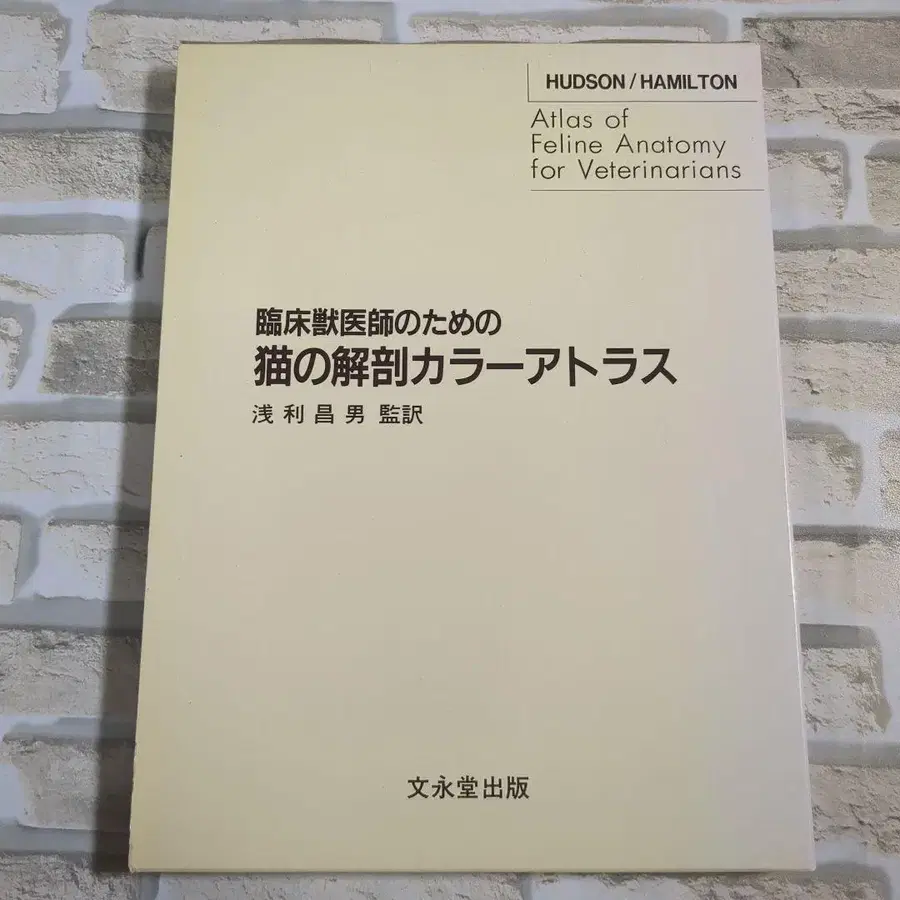 HUDSON/HAMILTON
Atlas of
Feline Anatomy
for Veterinarians
臨床獣医師のための
猫の解剖カラーアトラス
浅利昌男 監訳
文永堂出版